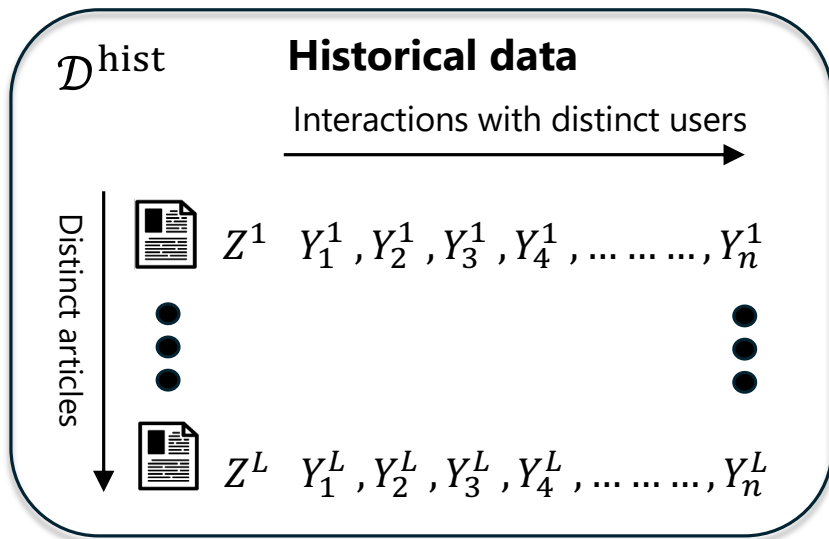 𝒟^hist Historical data
Interactions with distinct users
Distinct articles
Z^1 Y_1^1 , Y_2^1 , Y_3^1 , Y_4^1 , ... ... ... , Y_n^1
Z^L Y_1^L , Y_2^L , Y_3^L , Y_4^L , ... ... ... , Y_n^L